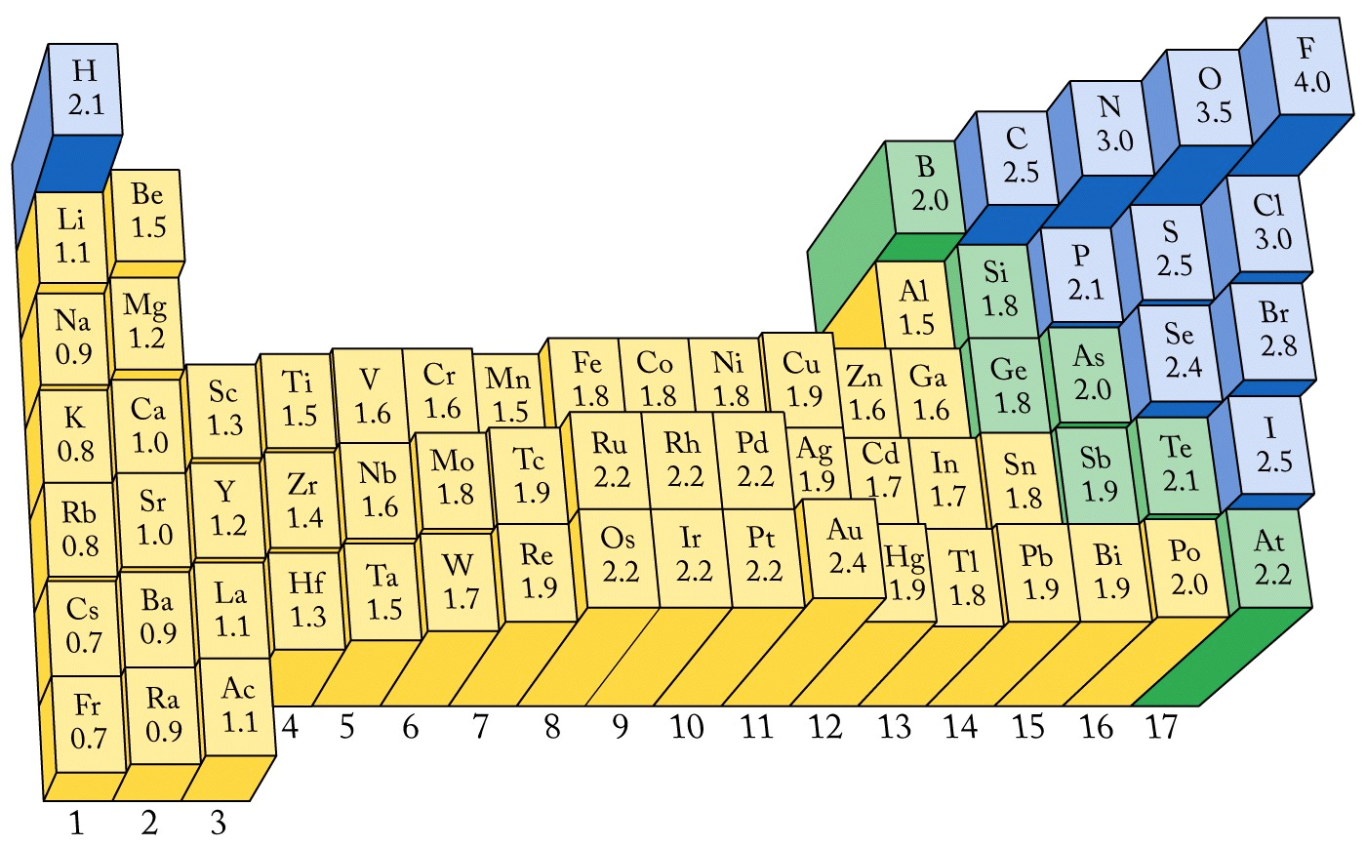 H
2.1
F
4.0
O
3.5
N
3.0
C
2.5
B
2.0
Li
1.1
Be
1.5
Cl
3.0
S
2.5
P
2.1
Si
1.8
Al
1.5
Na
0.9
Mg
1.2
Br
2.8
Se
2.4
As
2.0
Ge
1.8
Ga
1.6
Zn
1.6
Cu
1.9
Ni
1.8
Co
1.8
Fe
1.8
Mn
1.5
Cr
1.6
V
1.6
Ti
1.5
Sc
1.3
Ca
1.0
K
0.8
Rb
0.8
Sr
1.0
Y
1.2
Zr
1.4
Nb
1.6
Mo
1.8
Tc
1.9
Ru
2.2
Rh
2.2
Pd
2.2
Ag
1.9
Cd
1.7
In
1.7
Sn
1.8
Sb
1.9
Te
2.1
I
2.5
Cs
0.7
Ba
0.9
La
1.1
Hf
1.3
Ta
1.5
W
1.7
Re
1.9
Os
2.2
Ir
2.2
Pt
2.2
Au
2.4
Hg
1.9
Tl
1.8
Pb
1.9
Bi
1.9
Po
2.0
At
2.2
Fr
0.7
Ra
0.9
Ac
1.1
4 5 6 7 8 9 10 11 12 13 14 15 16 17
1 2 3